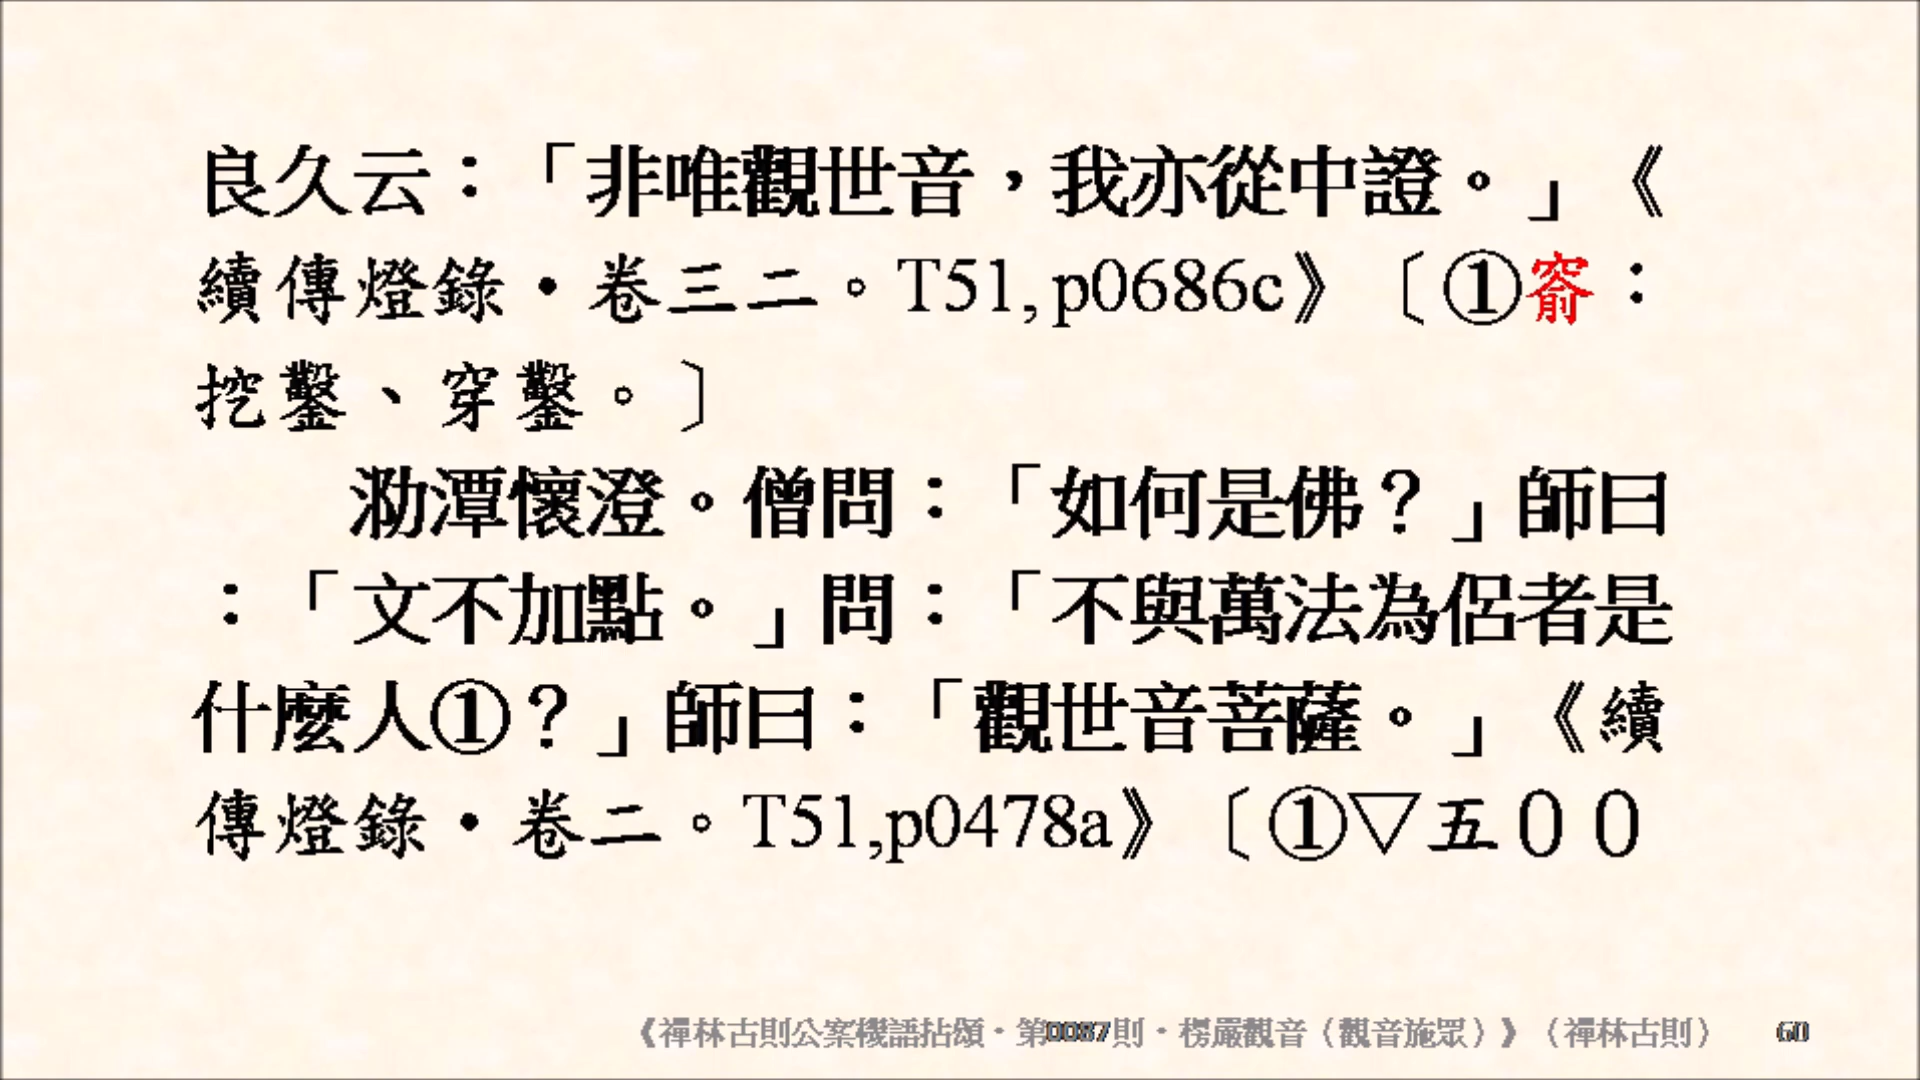 良久云：「非唯觀世音，我亦從中證。」《
續傳燈錄・卷三二。T51, p0686c》〔①窬：
挖鑿、穿鑿。〕
泐潭懷澄。僧問：「如何是佛？」師曰
：「文不加點。」問：「不與萬法為侶者是
什麼人①？」師曰：「觀世音菩薩。」《續
傳燈錄・卷二。T51,p0478a》〔①▽五００
《禪林古則公案機語拈頌・第0087則・楞嚴觀音（觀音施眾）》（禪林古則） 60